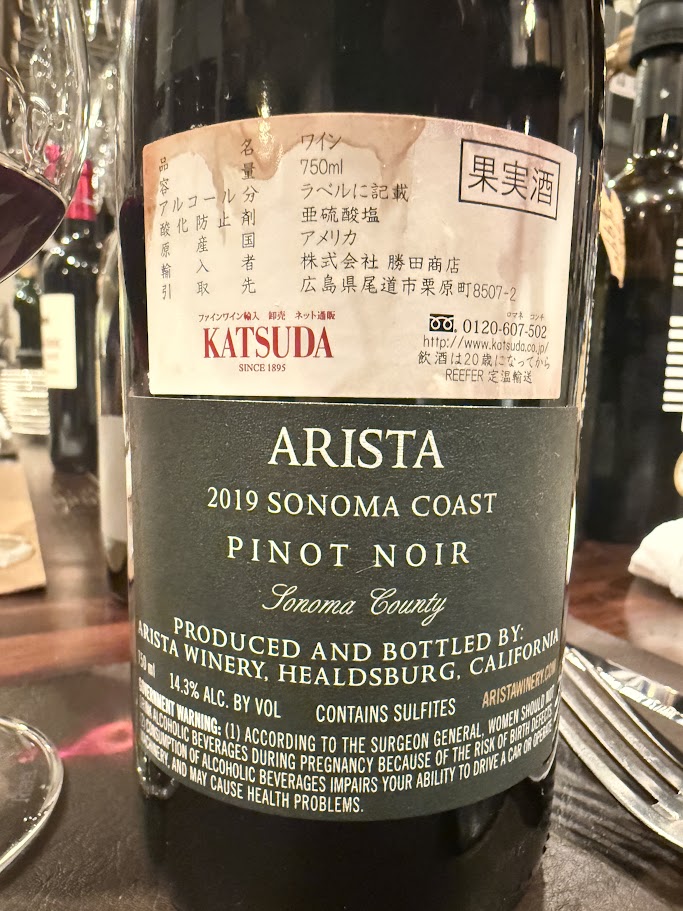 品名 ワイン
容量 750ml
アルコール分 ラベルに記載
酸化防止剤 亜硫酸塩
原産国 アメリカ
輸入者 株式会社 勝田商店
引取先 広島県尾道市栗原町8507-2
果実酒
ファインワイン輸入 卸売 ネット通販
KATSUDA
SINCE 1895
ロマネ コンチ
0120-607-502
http://www.katsuda.co.jp/
飲酒は20歳になってから
REEFER 定温輸送
ARISTA
2019 SONOMA COAST
PINOT NOIR
Sonoma County
PRODUCED AND BOTTLED BY:
ARISTA WINERY, HEALDSBURG, CALIFORNIA
750 ml 14.3% ALC. BY VOL CONTAINS SULFITES ARISTAWINERY.COM
GOVERNMENT WARNING: (1) ACCORDING TO THE SURGEON GENERAL, WOMEN SHOULD NOT
DRINK ALCOHOLIC BEVERAGES DURING PREGNANCY BECAUSE OF THE RISK OF BIRTH DEFECTS.
(2) CONSUMPTION OF ALCOHOLIC BEVERAGES IMPAIRS YOUR ABILITY TO DRIVE A CAR OR OPERATE
MACHINERY, AND MAY CAUSE HEALTH PROBLEMS.